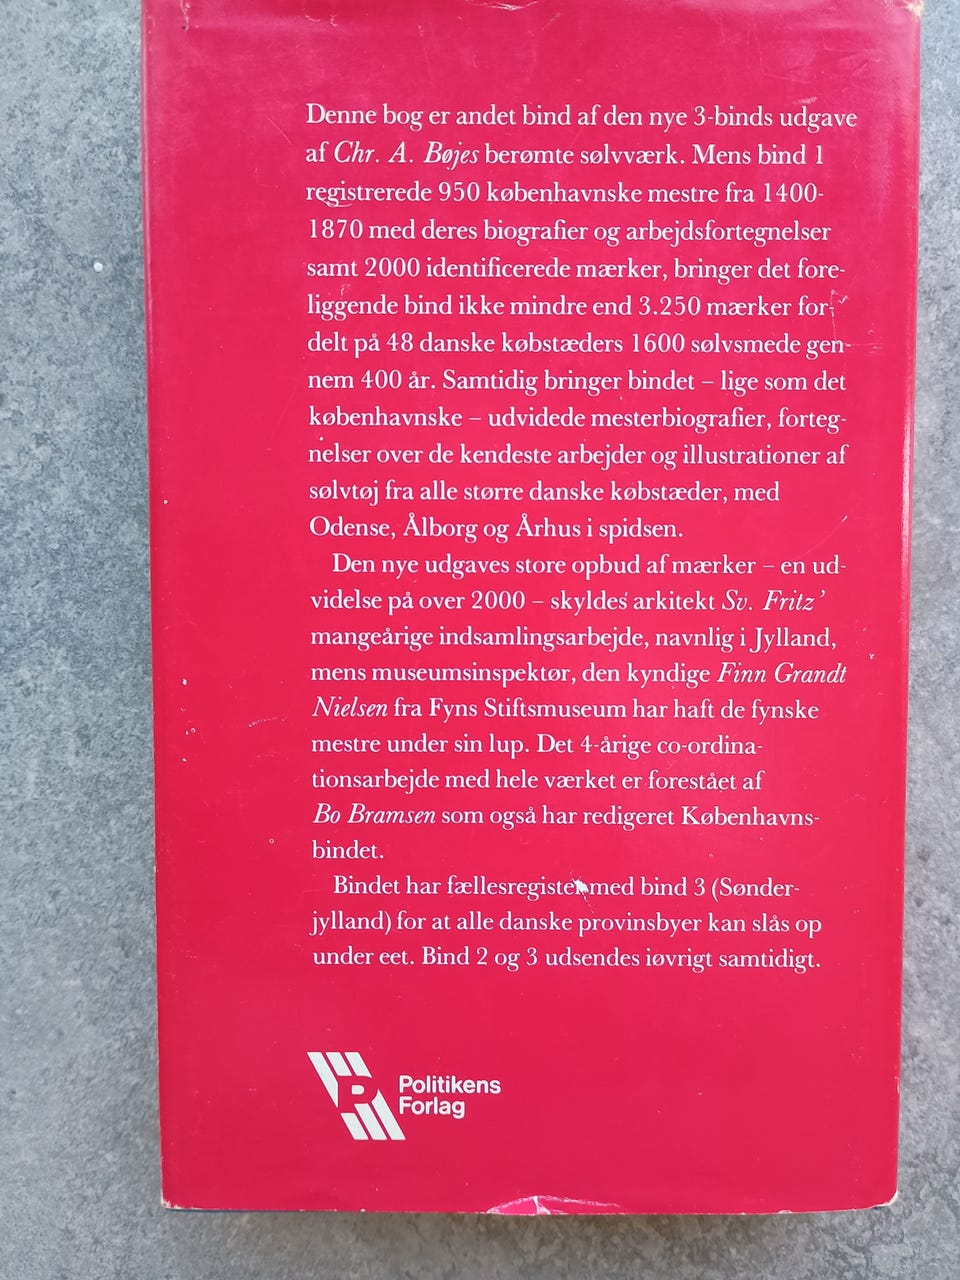 Denne bog er andet bind af den nye 3-binds udgave
af Chr. A. Bøjes berømte sølvværk. Mens bind 1
registrerede 950 københavnske mestre fra 1400-
1870 med deres biografier og arbejdsfortegnelser
samt 2000 identificerede mærker, bringer det fore-
liggende bind ikke mindre end 3.250 mærker for-
delt på 48 danske købstæders 1600 sølvsmede gen-
nem 400 år. Samtidig bringer bindet – lige som det
københavnske – udvidede mesterbiografier, forteg-
nelser over de kendeste arbejder og illustrationer af
sølvtøj fra alle større danske købstæder, med
Odense, Ålborg og Århus i spidsen.
Den nye udgaves store opbud af mærker – en ud-
videlse på over 2000 – skyldes arkitekt Sv. Fritz'
mangeårige indsamlingsarbejde, navnlig i Jylland,
mens museumsinspektør, den kyndige Finn Grandt
Nielsen fra Fyns Stiftsmuseum har haft de fynske
mestre under sin lup. Det 4-årige co-ordina-
tionsarbejde med hele værket er forestået af
Bo Bramsen som også har redigeret Københavns-
bindet.
Bindet har fællesregister med bind 3 (Sønder-
jylland) for at alle danske provinsbyer kan slås op
under eet. Bind 2 og 3 udsendes iøvrigt samtidigt.
P
Politikens
Forlag